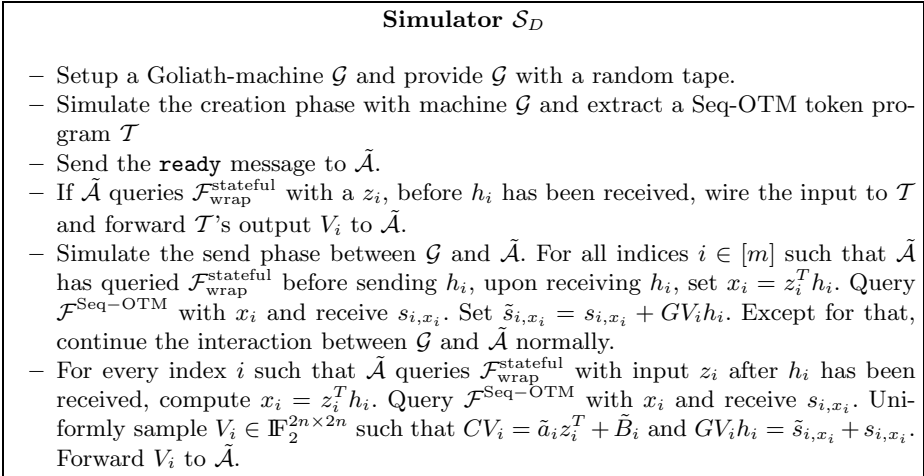 Simulator $\mathcal{S}_D$
– Setup a Goliath-machine $\mathcal{G}$ and provide $\mathcal{G}$ with a random tape.
– Simulate the creation phase with machine $\mathcal{G}$ and extract a Seq-OTM token pro-
gram $\mathcal{T}$
– Send the ready message to $\tilde{\mathcal{A}}$.
– If $\tilde{\mathcal{A}}$ queries $\mathcal{F}_{\text{wrap}}^{\text{stateful}}$ with a $z_i$, before $h_i$ has been received, wire the input to $\mathcal{T}$
and forward $\mathcal{T}$'s output $V_i$ to $\tilde{\mathcal{A}}$.
– Simulate the send phase between $\mathcal{G}$ and $\tilde{\mathcal{A}}$. For all indices $i \in [m]$ such that $\tilde{\mathcal{A}}$
has queried $\mathcal{F}_{\text{wrap}}^{\text{stateful}}$ before sending $h_i$, upon receiving $h_i$, set $x_i = z_i^T h_i$. Query
$\mathcal{F}^{\text{Seq-OTM}}$ with $x_i$ and receive $s_{i,x_i}$. Set $\tilde{s}_{i,x_i} = s_{i,x_i} + GV_i h_i$. Except for that,
continue the interaction between $\mathcal{G}$ and $\tilde{\mathcal{A}}$ normally.
– For every index $i$ such that $\tilde{\mathcal{A}}$ queries $\mathcal{F}_{\text{wrap}}^{\text{stateful}}$ with input $z_i$ after $h_i$ has been
received, compute $x_i = z_i^T h_i$. Query $\mathcal{F}^{\text{Seq-OTM}}$ with $x_i$ and receive $s_{i,x_i}$. Uni-
formly sample $V_i \in \mathbb{F}_2^{2n \times 2n}$ such that $CV_i = \tilde{a}_i z_i^T + \tilde{B}_i$ and $GV_i h_i = \tilde{s}_{i,x_i} + s_{i,x_i}$.
Forward $V_i$ to $\tilde{\mathcal{A}}$.